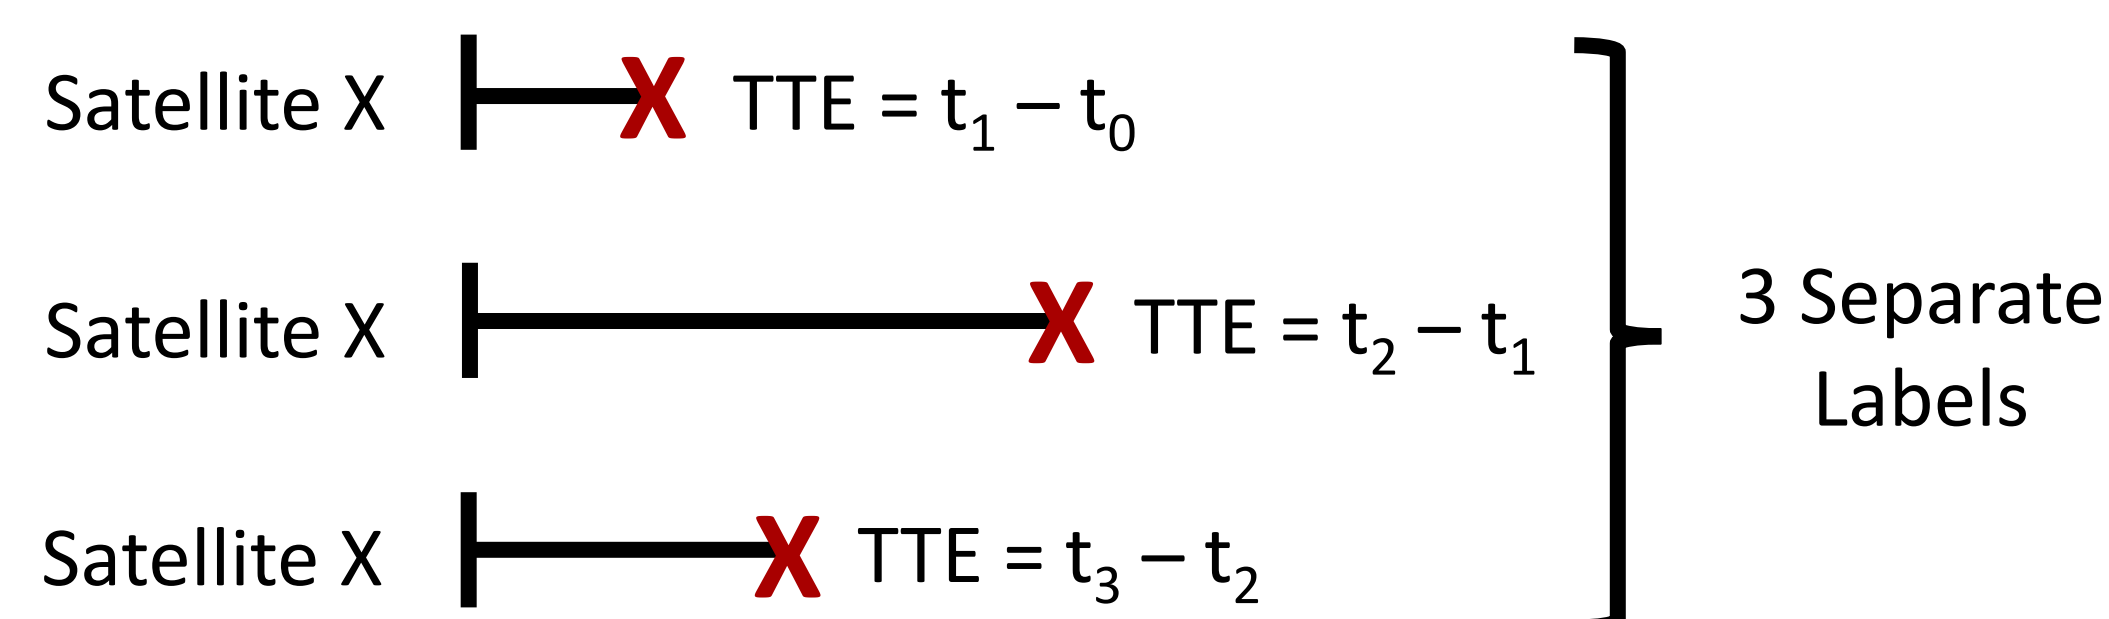 Satellite X X TTE = t₁ – t₀
Satellite X X TTE = t₂ – t₁
Satellite X X TTE = t₃ – t₂
3 Separate
Labels